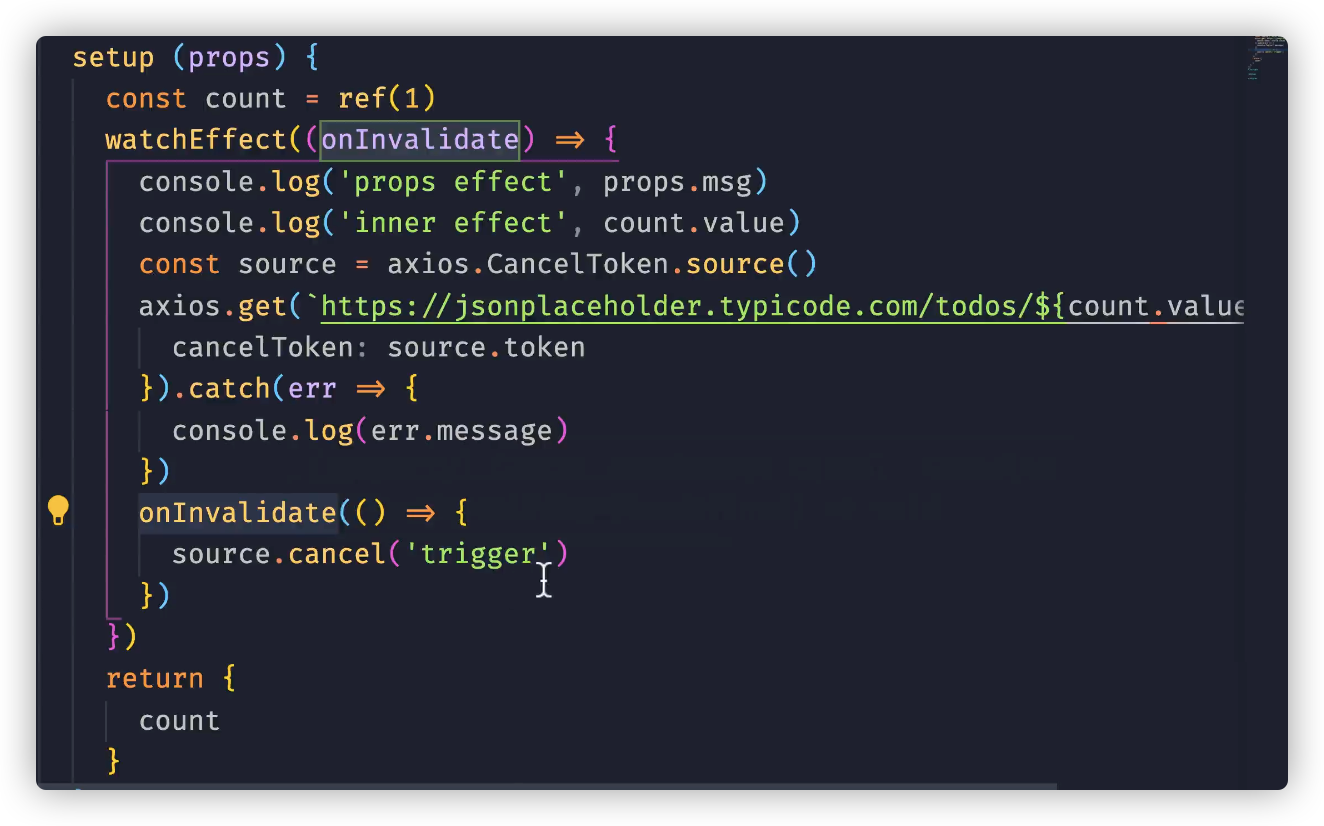 setup (props) {
const count = ref(1)
watchEffect((onInvalidate) => {
console.log('props effect', props.msg)
console.log('inner effect', count.value)
const source = axios.CancelToken.source()
axios.get(`https://jsonplaceholder.typicode.com/todos/${count.value
cancelToken: source.token
}).catch(err => {
console.log(err.message)
})
onInvalidate(() => {
source.cancel('trigger')
})
})
return {
count
}